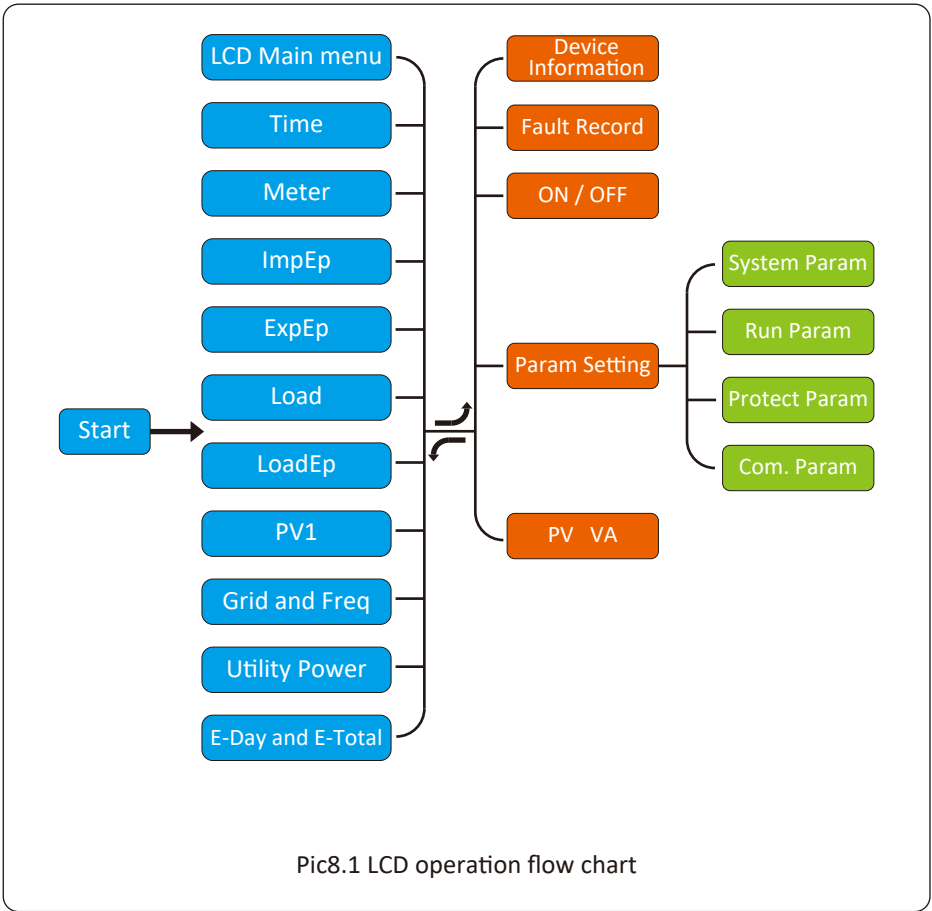 Start
LCD Main menu
Time
Meter
ImpEp
ExpEp
Load
LoadEp
PV1
Grid and Freq
Utility Power
E-Day and E-Total
Device
Information
Fault Record
ON / OFF
Param Setting
PV VA
System Param
Run Param
Protect Param
Com. Param
Pic8.1 LCD operation flow chart